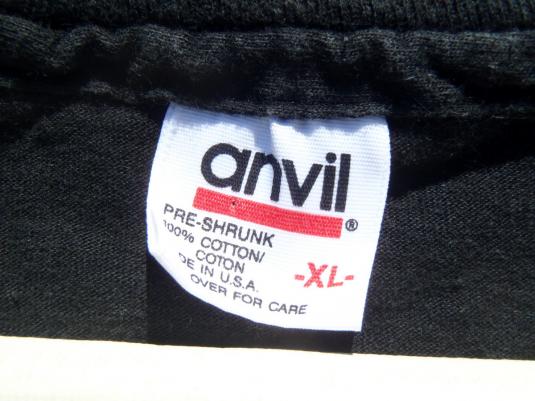 anvil
®
PRE-SHRUNK
100% COTTON/
COTON
DE IN U.S.A.
OVER FOR CARE
-XL-